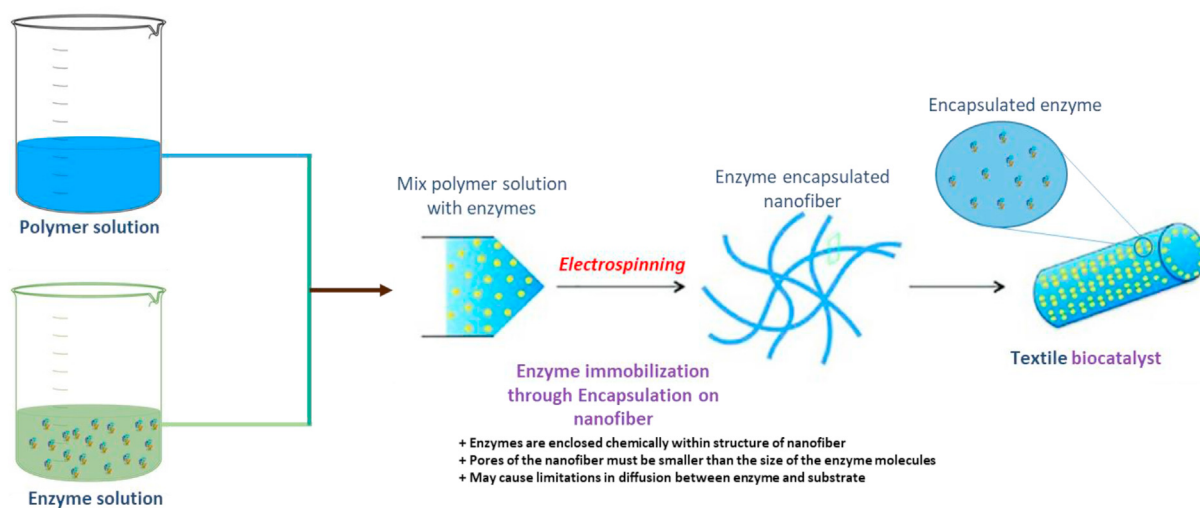 Polymer solution
Enzyme solution
Mix polymer solution
with enzymes
Electrospinning
Enzyme immobilization
through Encapsulation on
nanofiber
+ Enzymes are enclosed chemically within structure of nanofiber
+ Pores of the nanofiber must be smaller than the size of the enzyme molecules
+ May cause limitations in diffusion between enzyme and substrate
Enzyme encapsulated
nanofiber
Encapsulated enzyme
Textile biocatalyst